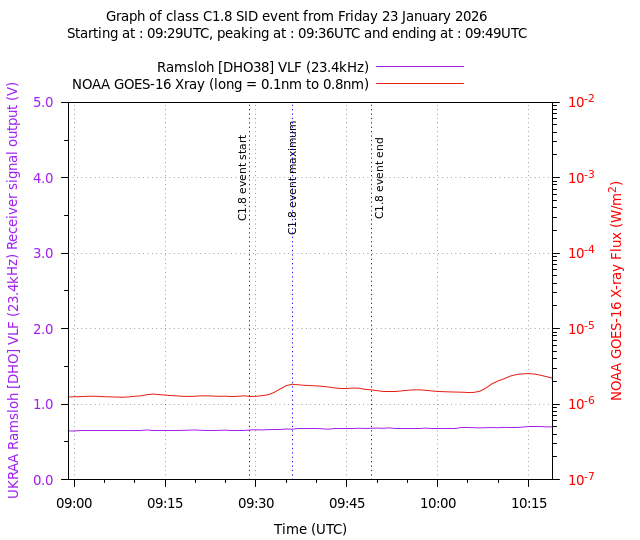 Graph of class C1.8 SID event from Friday 23 January 2026
Starting at : 09:29UTC, peaking at : 09:36UTC and ending at : 09:49UTC
Ramsloh [DHO38] VLF (23.4kHz)
NOAA GOES-16 Xray (long = 0.1nm to 0.8nm)
UKRAA Ramsloh [DHO] VLF (23.4kHz) Receiver signal output (V)
5.0
4.0
3.0
2.0
1.0
0.0
C1.8 event start
C1.8 event maximum
C1.8 event end
10⁻²
10⁻³
10⁻⁴
10⁻⁵
10⁻⁶
10⁻⁷
NOAA GOES-16 X-ray Flux (W/m²)
09:00 09:15 09:30 09:45 10:00 10:15
Time (UTC)